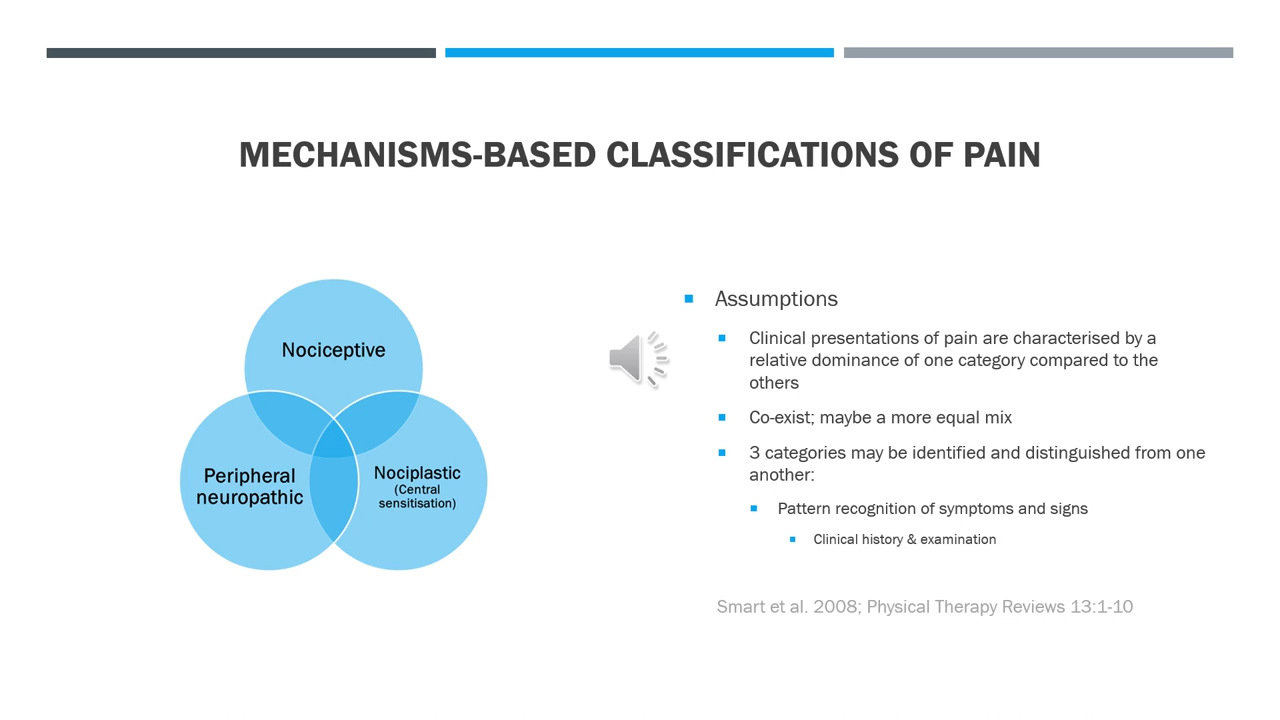 MECHANISMS-BASED CLASSIFICATIONS OF PAIN
Nociceptive
Peripheral
neuropathic
Nociplastic
(Central
sensitisation)
Assumptions
Clinical presentations of pain are characterised by a
relative dominance of one category compared to the
others
Co-exist; maybe a more equal mix
3 categories may be identified and distinguished from one
another:
Pattern recognition of symptoms and signs
Clinical history & examination
Smart et al. 2008; Physical Therapy Reviews 13:1-10